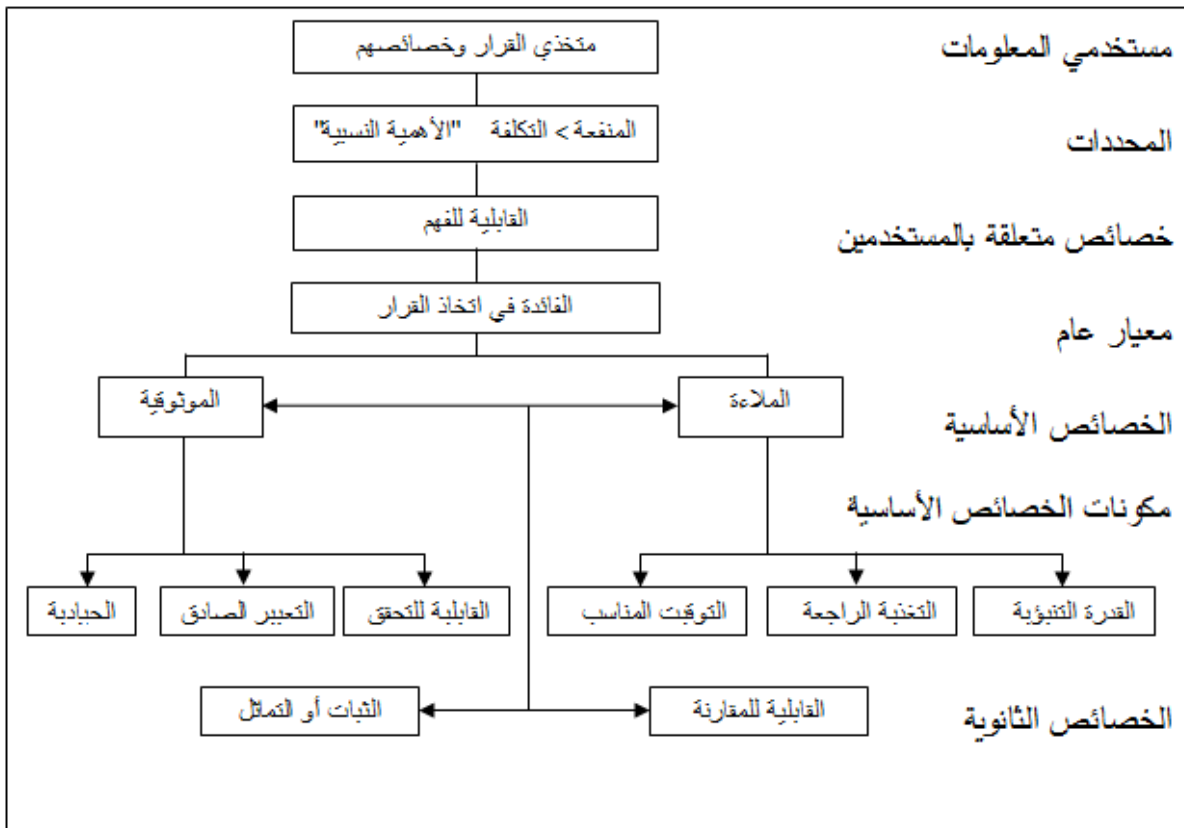 متخذي القرار وخصائصهم
مستخدمي المعلومات
المنفعة > التكلفة "الأهمية النسبية"
المحددات
القابلية للفهم
خصائص متعلقة بالمستخدمين
الفائدة في اتخاذ القرار
معيار عام
الملاءة
الموثوقية
الخصائص الأساسية
مكونات الخصائص الأساسية
القدرة التنبؤية
التغذية الراجعة
التوقيت المناسب
القابلية للتحقق
التعبير الصادق
الحيادية
الخصائص الثانوية
القابلية للمقارنة
الثبات أو التماثل